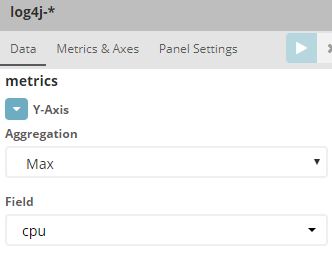 log4j-*
Data Metrics & Axes Panel Settings
metrics
Y-Axis
Aggregation
Max
Field
cpu